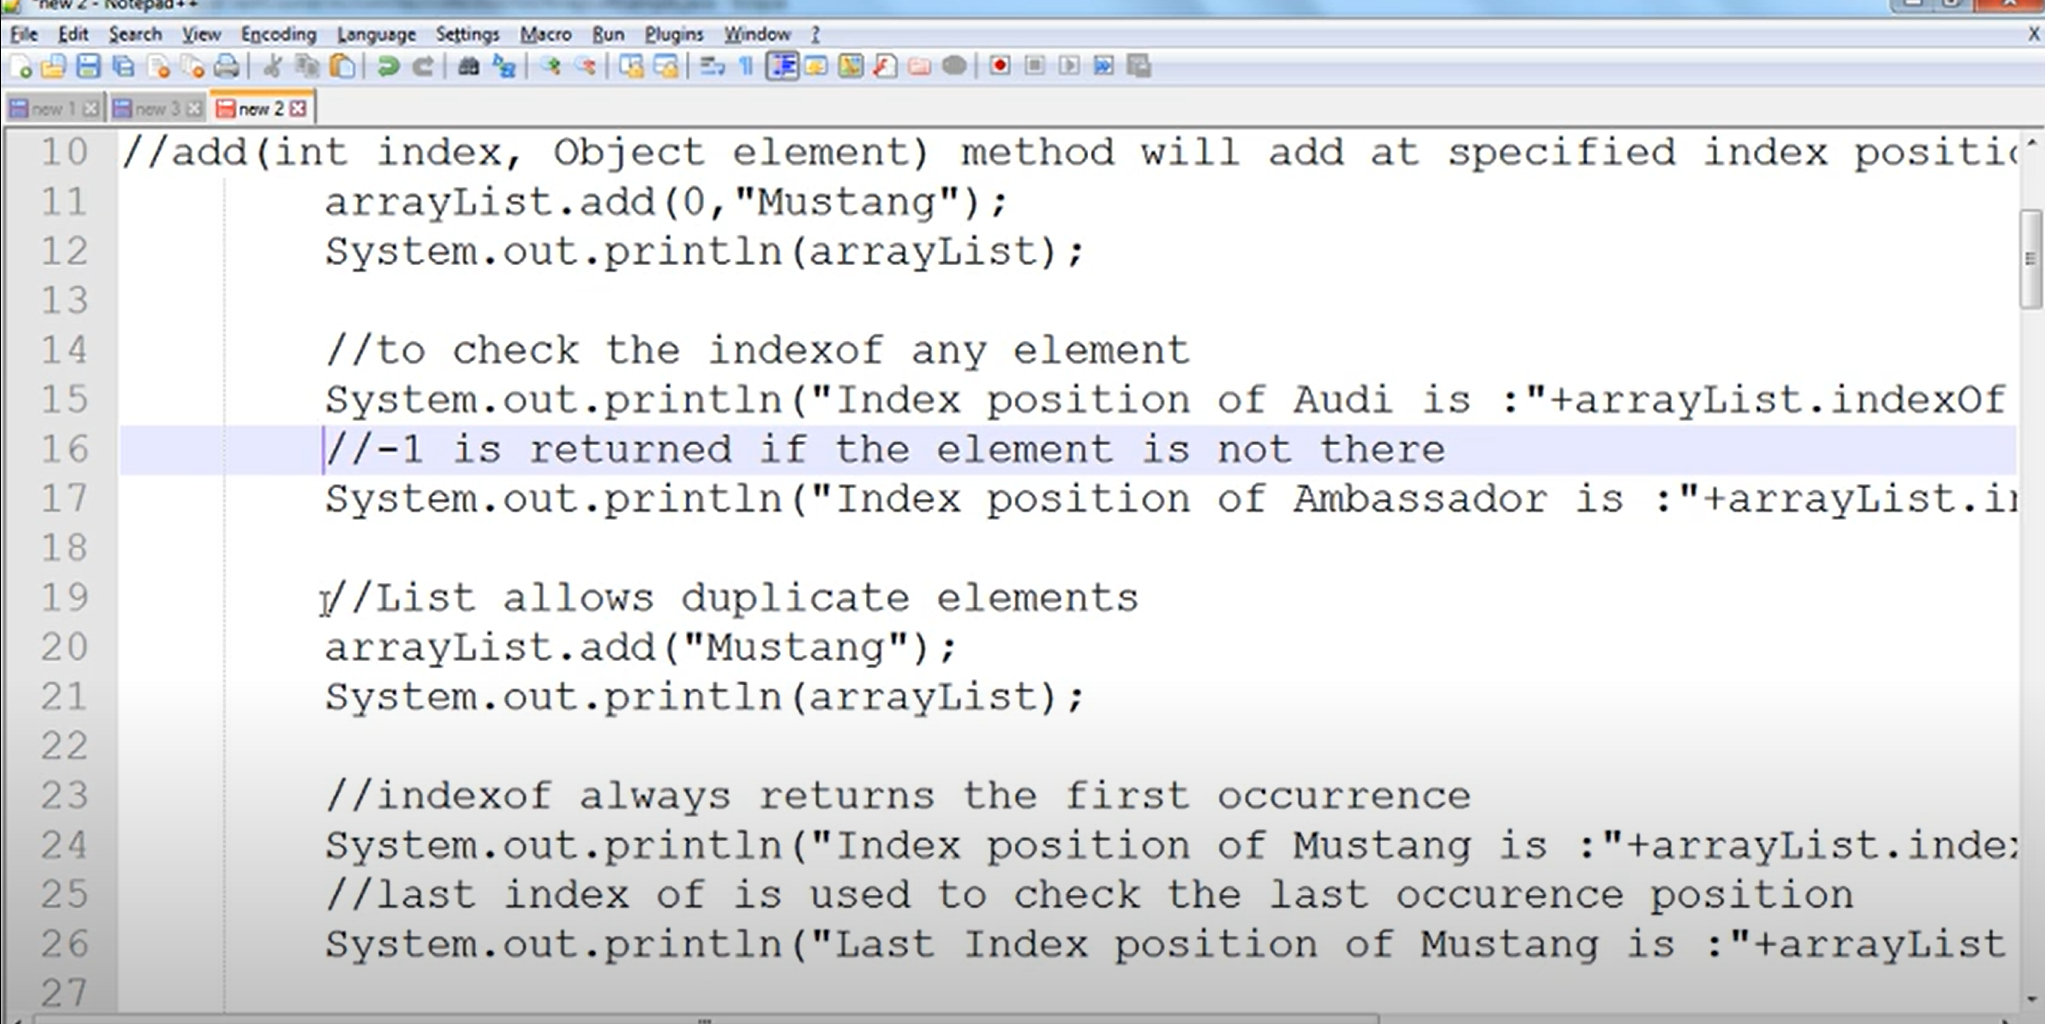 *new 2 - Notepad++
File Edit Search View Encoding Language Settings Macro Run Plugins Window ? X
new 1 new 3 new 2
10 //add(int index, Object element) method will add at specified index positi
11 arrayList.add(0,"Mustang");
12 System.out.println(arrayList);
13
14 //to check the indexof any element
15 System.out.println("Index position of Audi is :"+arrayList.indexOf
16 //-1 is returned if the element is not there
17 System.out.println("Index position of Ambassador is :"+arrayList.i
18
19 //List allows duplicate elements
20 arrayList.add("Mustang");
21 System.out.println(arrayList);
22
23 //indexof always returns the first occurrence
24 System.out.println("Index position of Mustang is :"+arrayList.inde
25 //last index of is used to check the last occurence position
26 System.out.println("Last Index position of Mustang is :"+arrayList
27